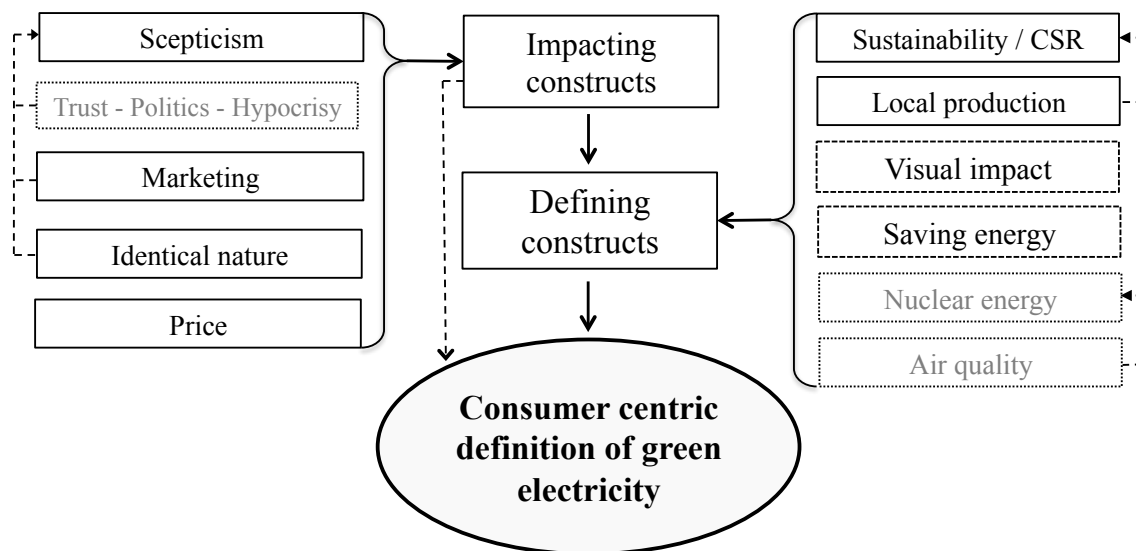 Scepticism
Trust - Politics - Hypocrisy
Marketing
Identical nature
Price
Impacting
constructs
Defining
constructs
Consumer centric
definition of green
electricity
Sustainability / CSR
Local production
Visual impact
Saving energy
Nuclear energy
Air quality